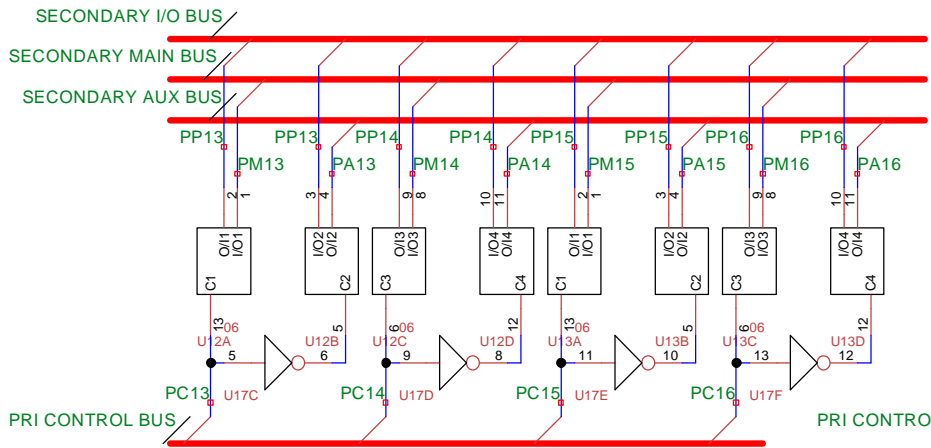 SECONDARY I/O BUS
SECONDARY MAIN BUS
SECONDARY AUX BUS
PP13 PP13 PP14 PP14 PP15 PP15 PP16 PP16
PM13 PA13 PM14 PA14 PM15 PA15 PM16 PA16
2 1 3 4 9 8 10 11 2 1 3 4 9 8 10 11
O/I1 I/O1 I/O2 O/I2 O/I3 I/O3 I/O4 O/I4 O/I1 I/O1 I/O2 O/I2 O/I3 I/O3 I/O4 O/I4
C1 C2 C3 C4 C1 C2 C3 C4
13 5 6 12 13 5 6 12
06 06 06 06
U12A U12B U12C U12D U13A U13B U13C U13D
5 6 9 8 11 10 13 12
PC13 U17C PC14 U17D PC15 U17E PC16 U17F
PRI CONTROL BUS PRI CONTRO